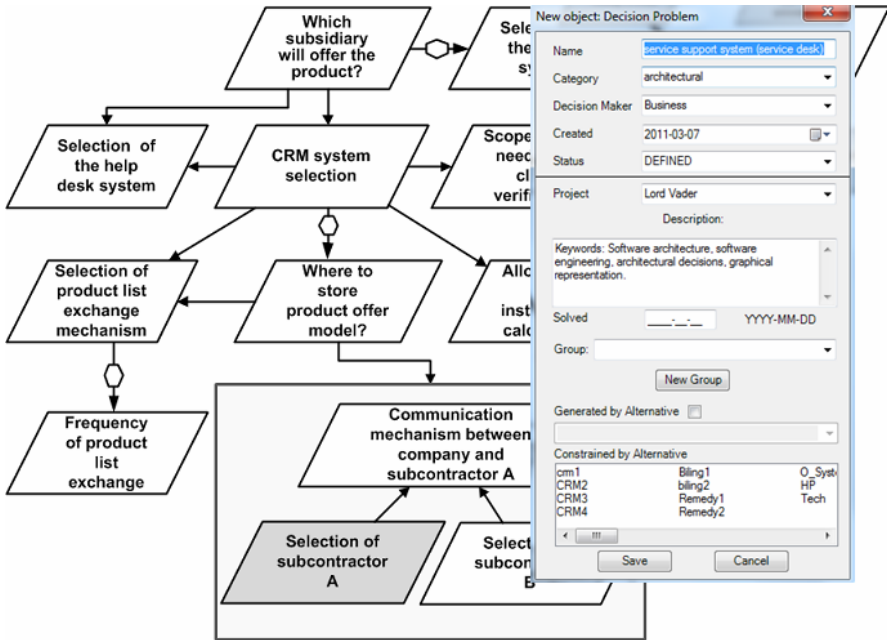 Which
subsidiary
will offer the
product?
Selection of
the help
desk system
CRM system
selection
Selection of
product list
exchange
mechanism
Where to
store
product offer
model?
Frequency
of product
list
exchange
Communication
mechanism between
company and
subcontractor A
Selection of
subcontractor
A
Sele
the
sy
Scope
need
cl
verifi
Allo
inst
calc
Select
subco
B
New object: Decision Problem
Name service support system (service desk)
Category architectural
Decision Maker Business
Created 2011-03-07
Status DEFINED
Project Lord Vader
Description:
Keywords: Software architecture, software
engineering, architectural decisions, graphical
representation.
Solved ____-__-__ YYYY-MM-DD
Group:
New Group
Generated by Alternative
Constrained by Alternative
crm1 Biling1 O_Syst
CRM2 biling2 HP
CRM3 Remedy1 Tech
CRM4 Remedy2
Save Cancel